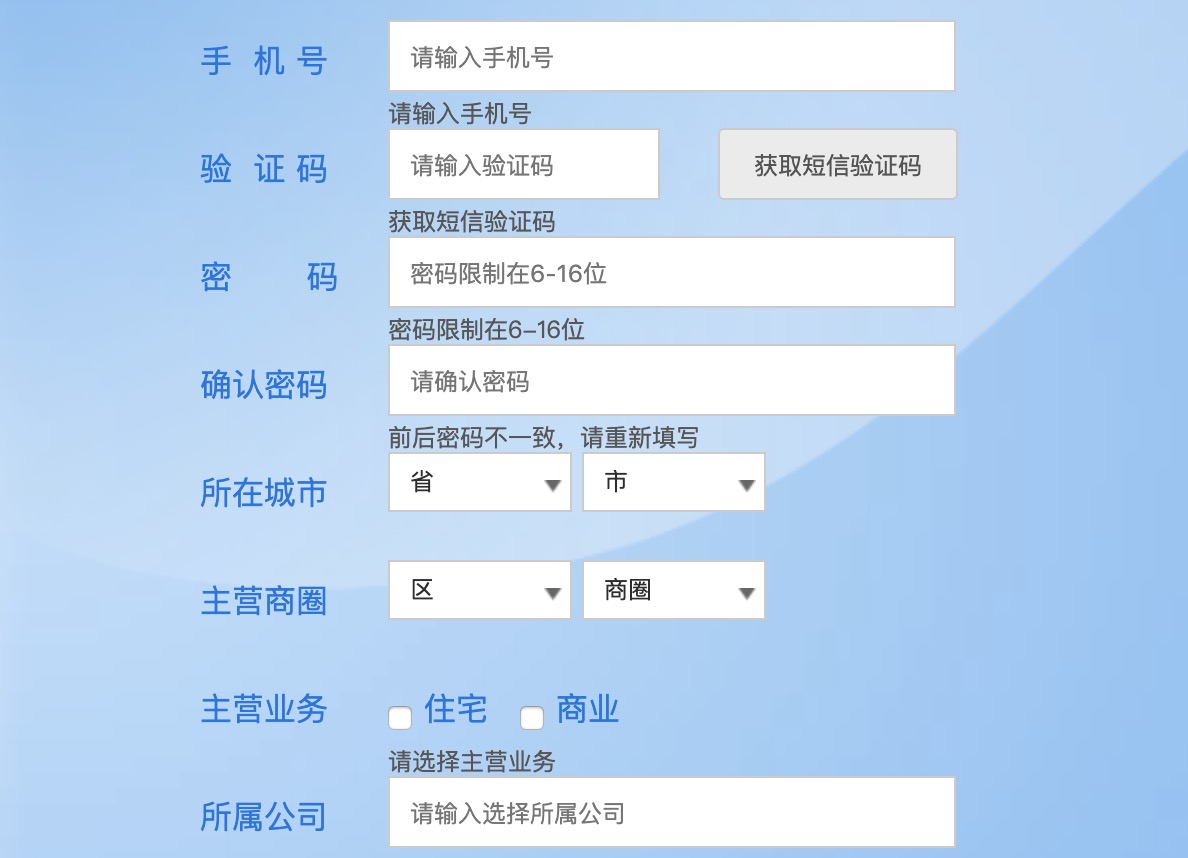 手 机 号 请输入手机号
请输入手机号
验 证 码 请输入验证码 获取短信验证码
获取短信验证码
密 码 密码限制在6-16位
密码限制在6–16位
确认密码 请确认密码
前后密码不一致，请重新填写
所在城市 省 市
主营商圈 区 商圈
主营业务 住宅 商业
请选择主营业务
所属公司 请输入选择所属公司